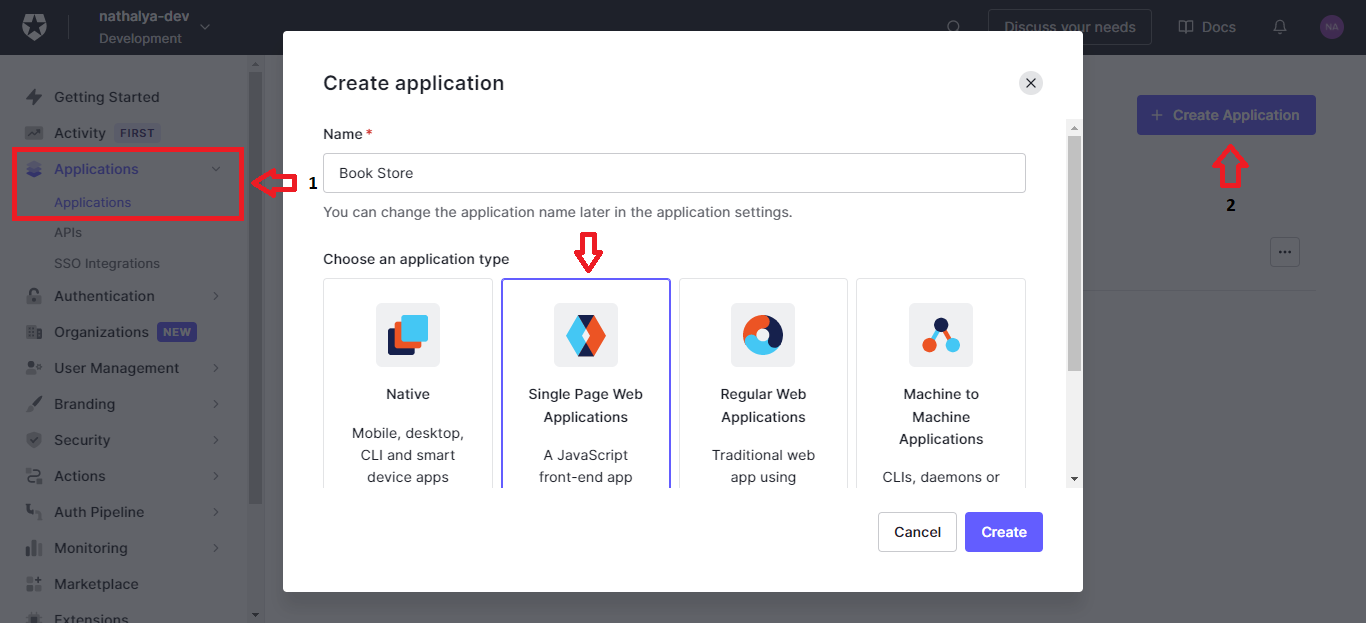 nathalya-dev
Development
Discuss your needs
Docs
NA
Getting Started
Activity FIRST
Applications
Applications
APIs
SSO Integrations
Authentication
Organizations NEW
User Management
Branding
Security
Actions
Auth Pipeline
Monitoring
Marketplace
Extensions
1
Create application
Name *
Book Store
You can change the application name later in the application settings.
Choose an application type
Native
Mobile, desktop,
CLI and smart
device apps
Single Page Web
Applications
A JavaScript
front-end app
Regular Web
Applications
Traditional web
app using
Machine to
Machine
Applications
CLIs, daemons or
Cancel
Create
+ Create Application
2